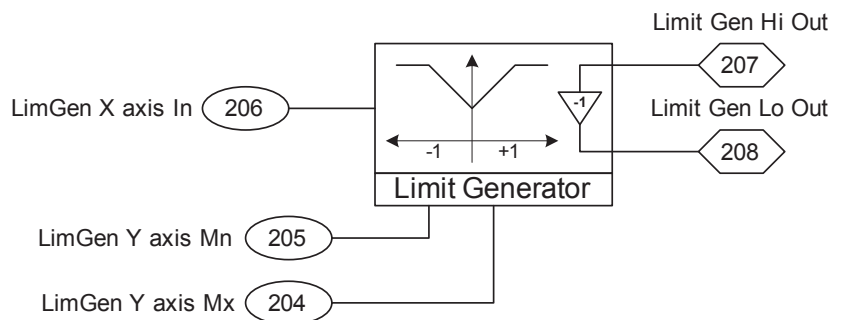 Limit Gen Hi Out
207
LimGen X axis In 206
-1
Limit Gen Lo Out
208
-1 +1
Limit Generator
LimGen Y axis Mn 205
LimGen Y axis Mx 204